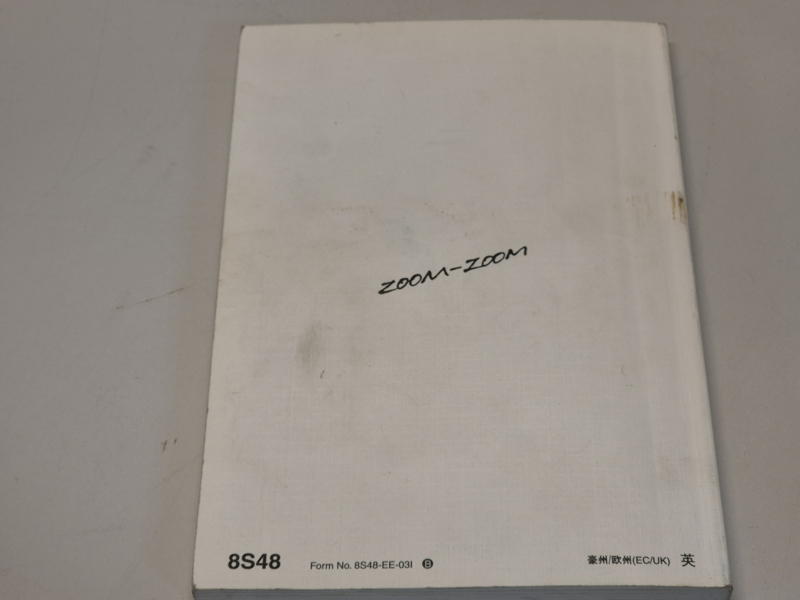 ZOOM-ZOOM
8S48 Form No. 8S48-EE-03I Ⓑ 豪州/欧州(EC/UK) 英